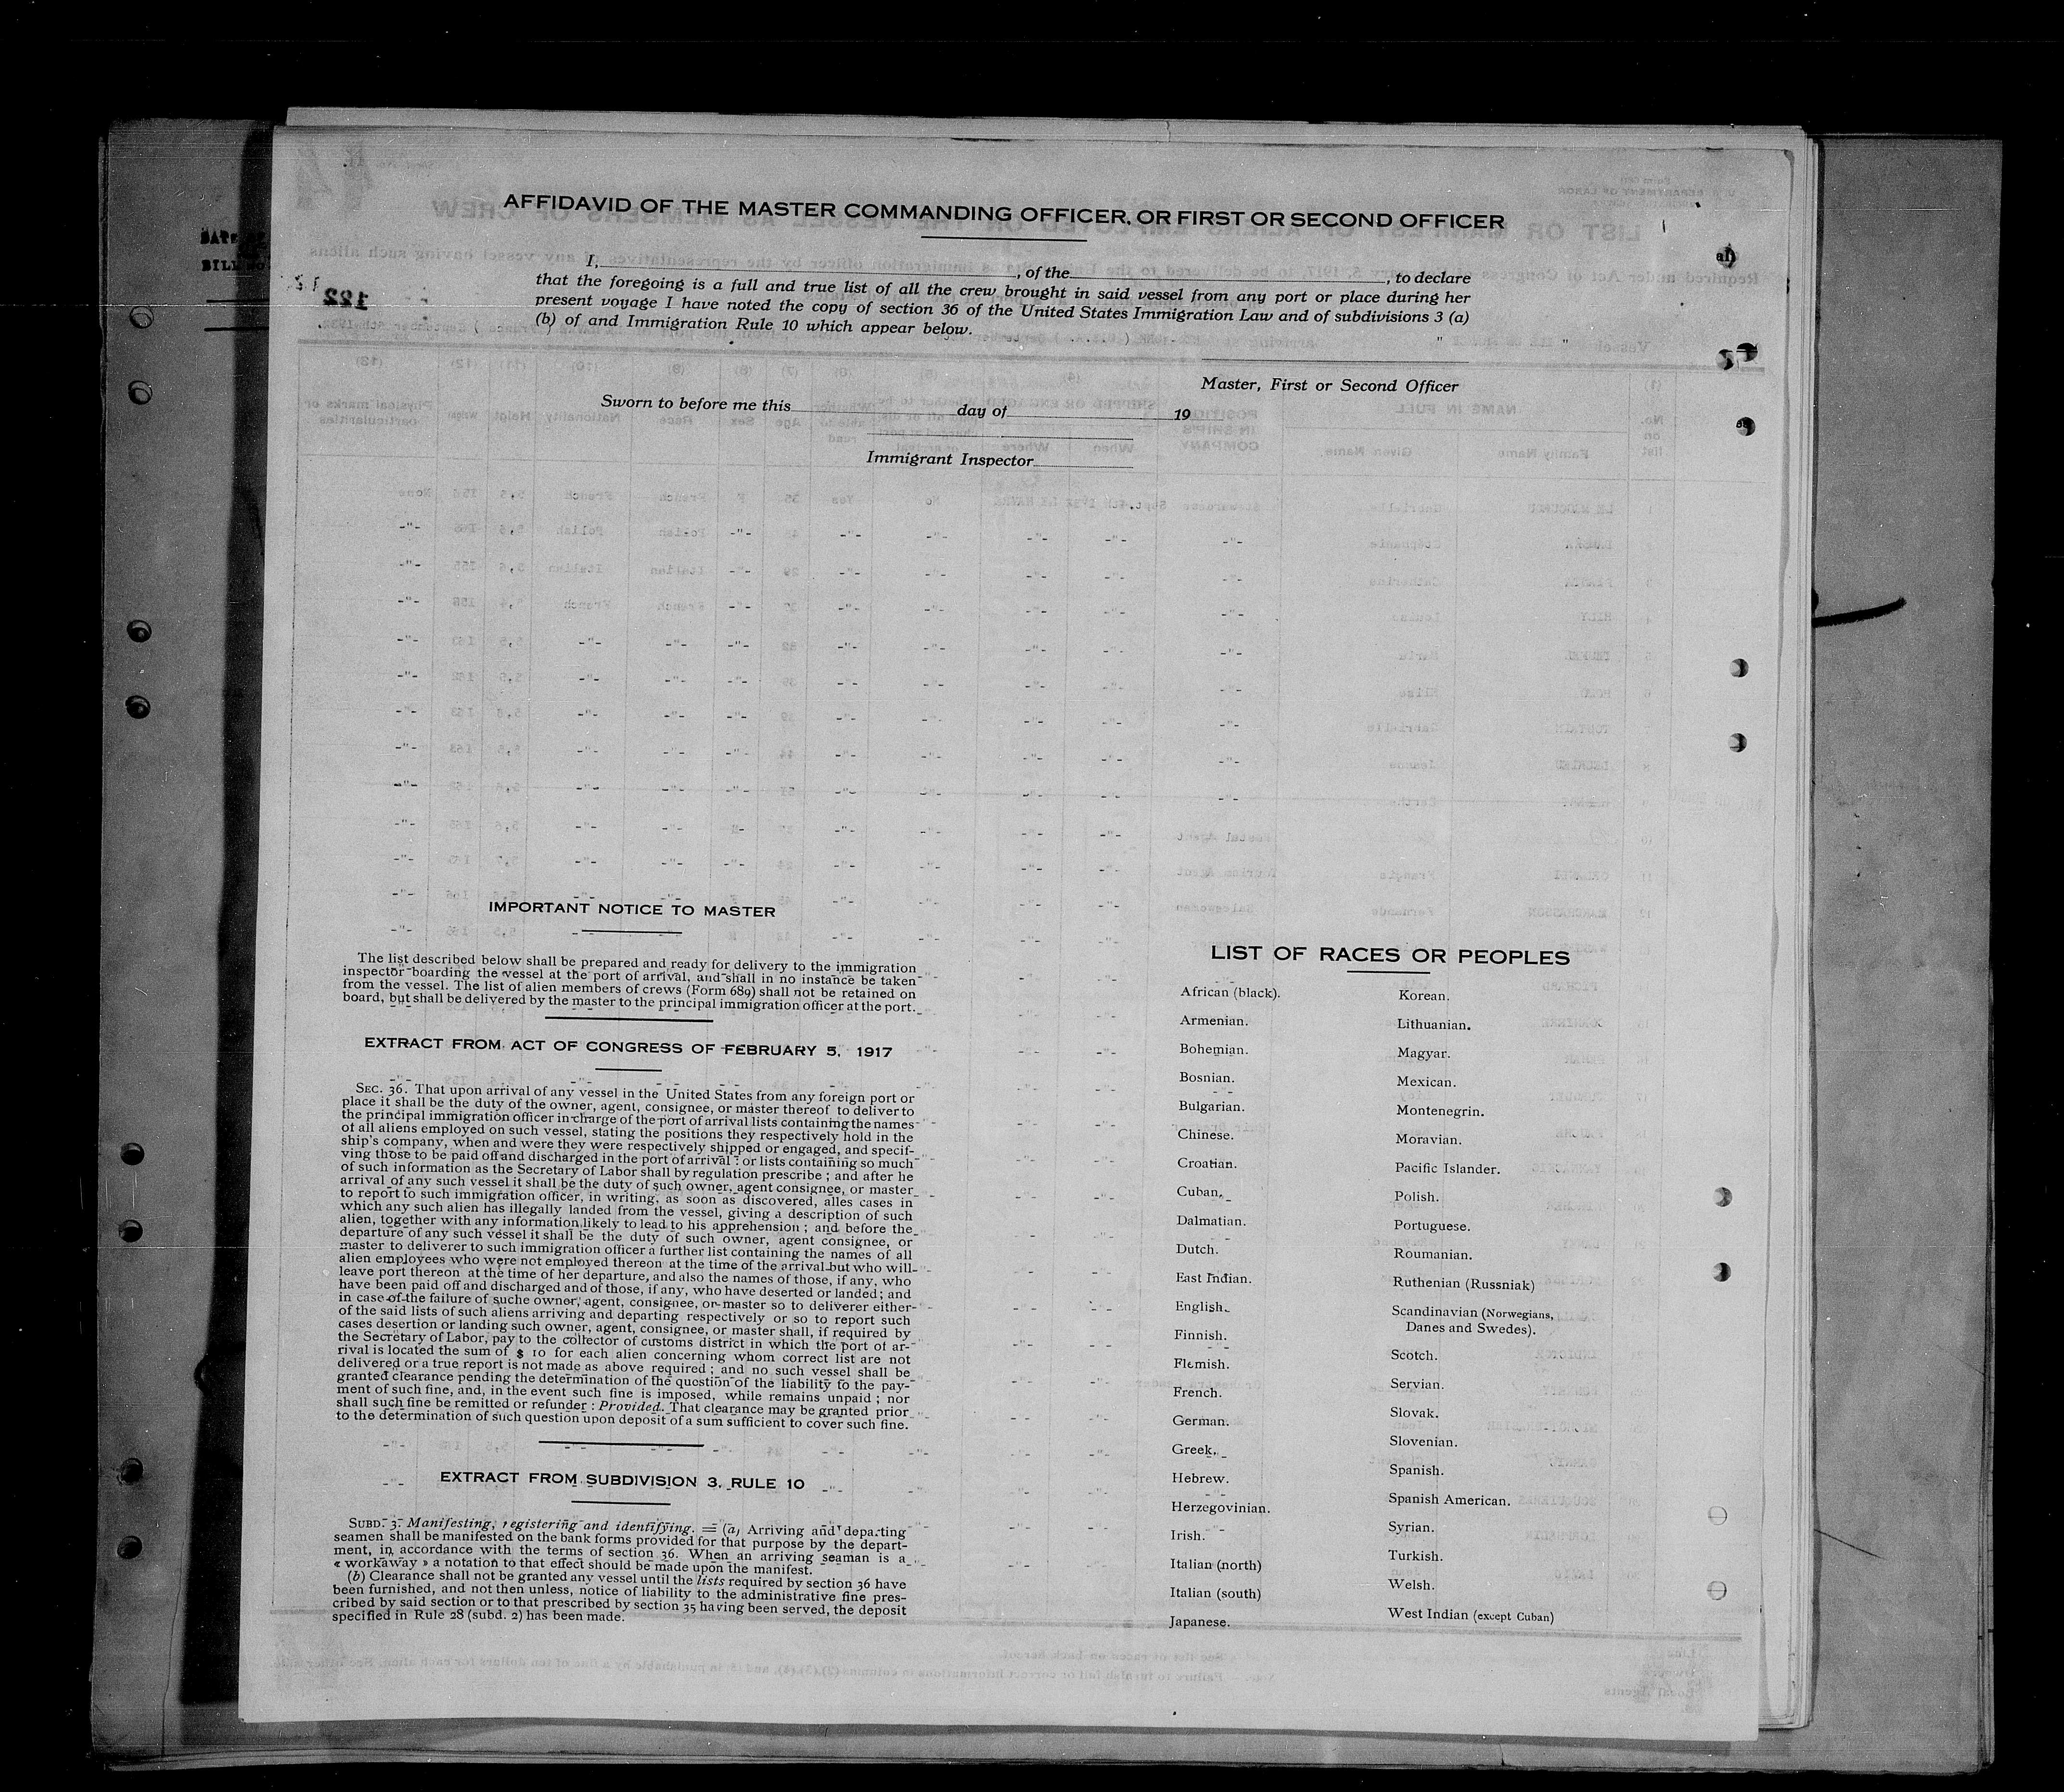 AFFIDAVID OF THE MASTER COMMANDING OFFICER, OR FIRST OR SECOND OFFICER
I, , of the , to declare
that the foregoing is a full and true list of all the crew brought in said vessel from any port or place during her
present voyage I have noted the copy of section 36 of the United States Immigration Law and of subdivisions 3 (a)
(b) of and Immigration Rule 10 which appear below.
Master, First or Second Officer
Sworn to before me this day of 19
Immigrant Inspector
IMPORTANT NOTICE TO MASTER
The list described below shall be prepared and ready for delivery to the immigration
inspector boarding the vessel at the port of arrival, and shall in no instance be taken
from the vessel. The list of alien members of crews (Form 689) shall not be retained on
board, but shall be delivered by the master to the principal immigration officer at the port.
EXTRACT FROM ACT OF CONGRESS OF FEBRUARY 5, 1917
SEC. 36. That upon arrival of any vessel in the United States from any foreign port or
place it shall be the duty of the owner, agent, consignee, or master thereof to deliver to
the principal immigration officer in charge of the port of arrival lists containing the names
of all aliens employed on such vessel, stating the positions they respectively hold in the
ship's company, when and were they were respectively shipped or engaged, and specif-
ving those to be paid off and discharged in the port of arrival : or lists containing so much
of such information as the Secretary of Labor shall by regulation prescribe ; and after he
arrival of any such vessel it shall be the duty of such owner, agent consignee, or master
to report to such immigration officer, in writing, as soon as discovered, alles cases in
which any such alien has illegally landed from the vessel, giving a description of such
alien, together with any information likely to lead to his apprehension ; and before the
departure of any such vessel it shall be the duty of such owner, agent consignee, or
master to deliverer to such immigration officer a further list containing the names of all
alien employees who were not employed thereon at the time of the arrival but who will
leave port thereon at the time of her departure, and also the names of those, if any, who
have been paid off and discharged and of those, if any, who have deserted or landed ; and
in case of the failure of suche owner, agent, consignee, or master so to deliverer either
of the said lists of such aliens arriving and departing respectively or so to report such
cases desertion or landing such owner, agent, consignee, or master shall, if required by
the Secretary of Labor, pay to the collector of customs district in which the port of ar-
rival is located the sum of $ 10 for each alien concerning whom correct list are not
delivered or a true report is not made as above required ; and no such vessel shall be
granted clearance pending the determination of the question of the liability to the pay-
ment of such fine, and, in the event such fine is imposed, while remains unpaid ; nor
shall such fine be remitted or refunder : Provided. That clearance may be granted prior
to the determination of such question upon deposit of a sum sufficient to cover such fine.
EXTRACT FROM SUBDIVISION 3, RULE 10
SUBD. 3. Manifesting, registering and identifying. = (a) Arriving and departing
seamen shall be manifested on the bank forms provided for that purpose by the depart-
ment, in accordance with the terms of section 36. When an arriving seaman is a
« workaway » a notation to that effect should be made upon the manifest.
(b) Clearance shall not be granted any vessel until the lists required by section 36 have
been furnished, and not then unless, notice of liability to the administrative fine pres-
cribed by said section or to that prescribed by section 35 having been served, the deposit
specified in Rule 28 (subd. 2) has been made.
LIST OF RACES OR PEOPLES
African (black).
Armenian.
Bohemian.
Bosnian.
Bulgarian.
Chinese.
Croatian.
Cuban.
Dalmatian.
Dutch.
East Indian.
English.
Finnish.
Flemish.
French.
German.
Greek.
Hebrew.
Herzegovinian.
Irish.
Italian (north)
Italian (south)
Japanese.
Korean.
Lithuanian.
Magyar.
Mexican.
Montenegrin.
Moravian.
Pacific Islander.
Polish.
Portuguese.
Roumanian.
Ruthenian (Russniak)
Scandinavian (Norwegians,
Danes and Swedes).
Scotch.
Servian.
Slovak.
Slovenian.
Spanish.
Spanish American.
Syrian.
Turkish.
Welsh.
West Indian (except Cuban)